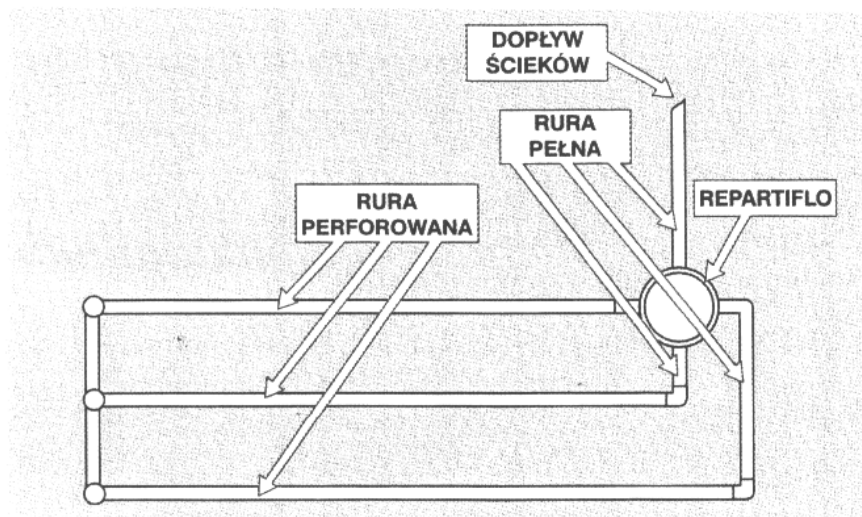 DOPŁYW
ŚCIEKÓW
RURA
PEŁNA
RURA
PERFOROWANA
REPARTIFLO